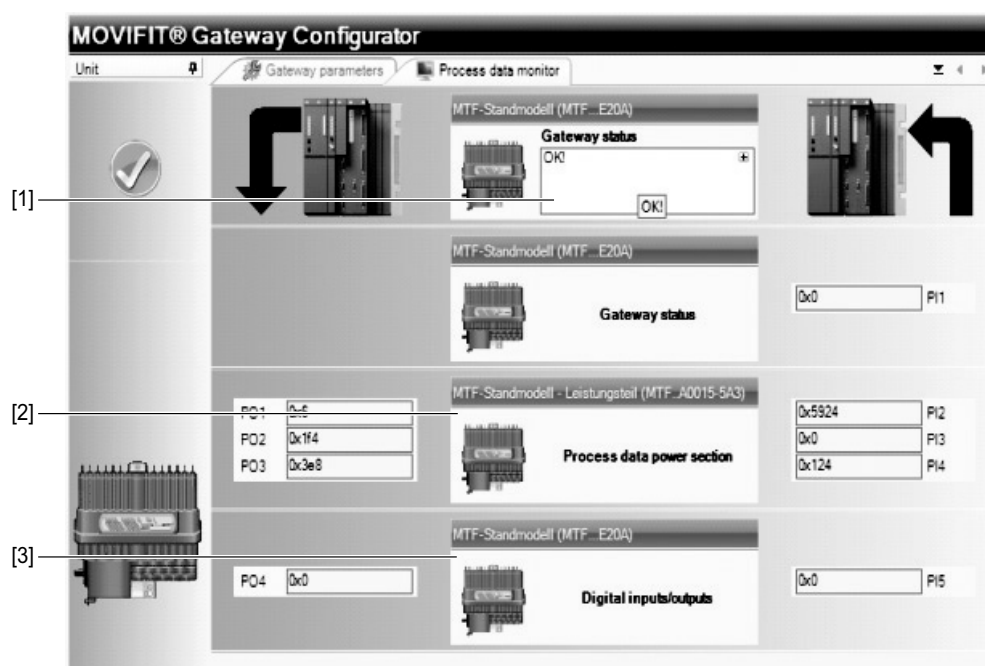 MOVIFIT® Gateway Configurator
Unit
Gateway parameters
Process data monitor
MTF-Standmodell (MTF...E20A)
Gateway status
OK!
OK!
[1]
MTF-Standmodell (MTF...E20A)
Gateway status
0x0 PI1
MTF-Standmodell - Leistungsteil (MTF..A0015-5A3)
[2]
PO1 0x6
PO2 0x1f4
PO3 0x3e8
Process data power section
0x5924 PI2
0x0 PI3
0x124 PI4
MTF-Standmodell (MTF...E20A)
[3]
PO4 0x0
Digital inputs/outputs
0x0 PI5